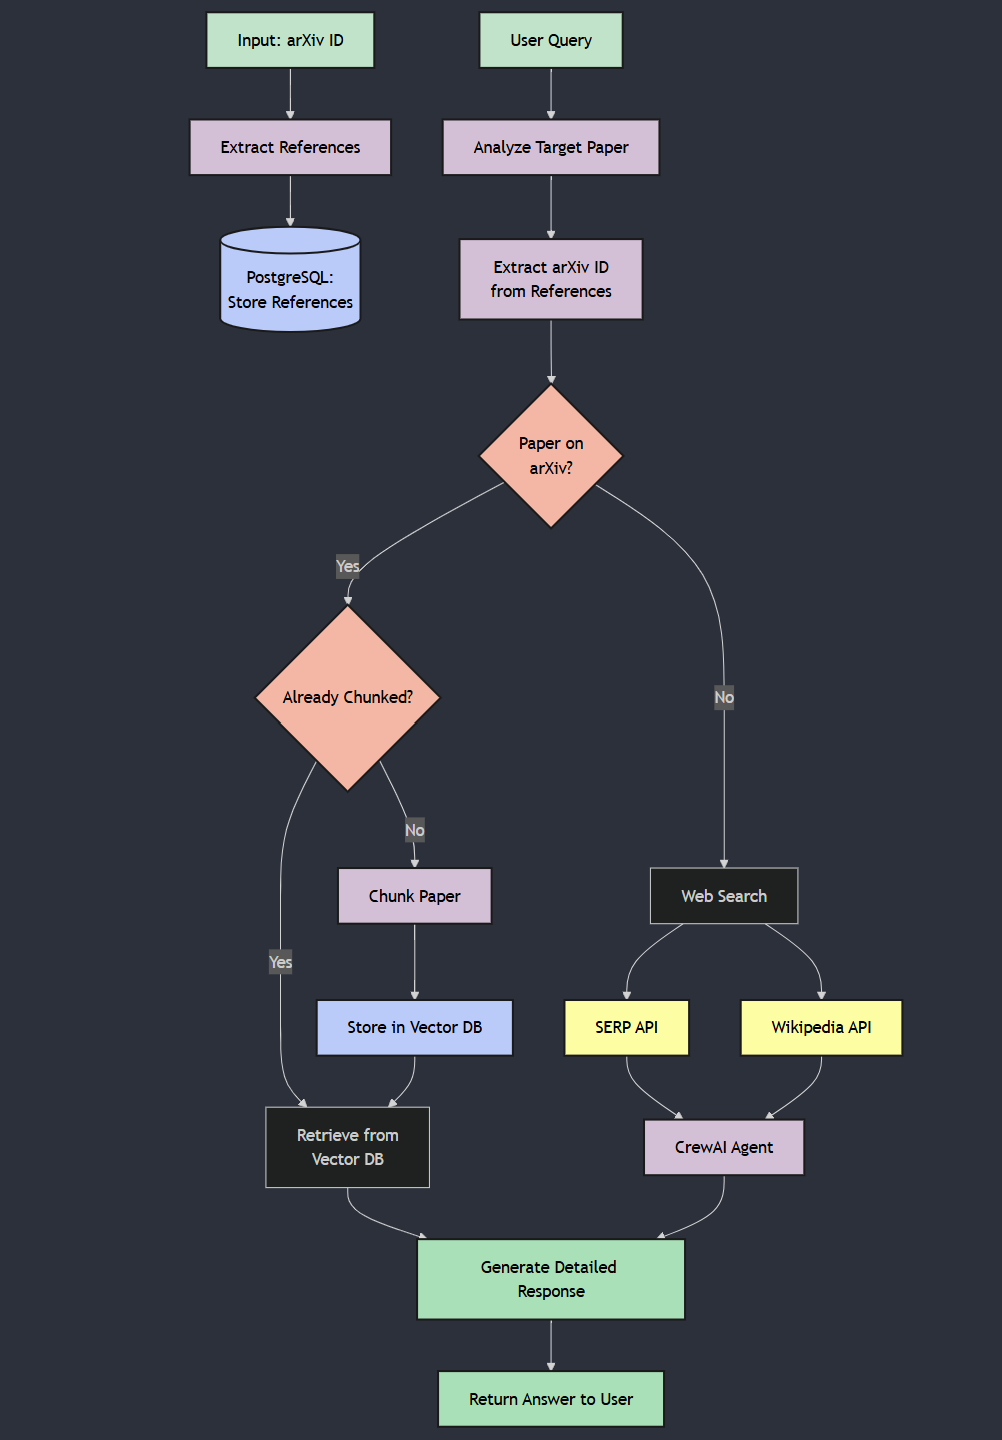 Input: arXiv ID
User Query
Extract References
Analyze Target Paper
PostgreSQL:
Store References
Extract arXiv ID
from References
Paper on
arXiv?
Yes
Already Chunked?
No
No
Chunk Paper
Web Search
Yes
Store in Vector DB
SERP API
Wikipedia API
Retrieve from
Vector DB
CrewAI Agent
Generate Detailed
Response
Return Answer to User